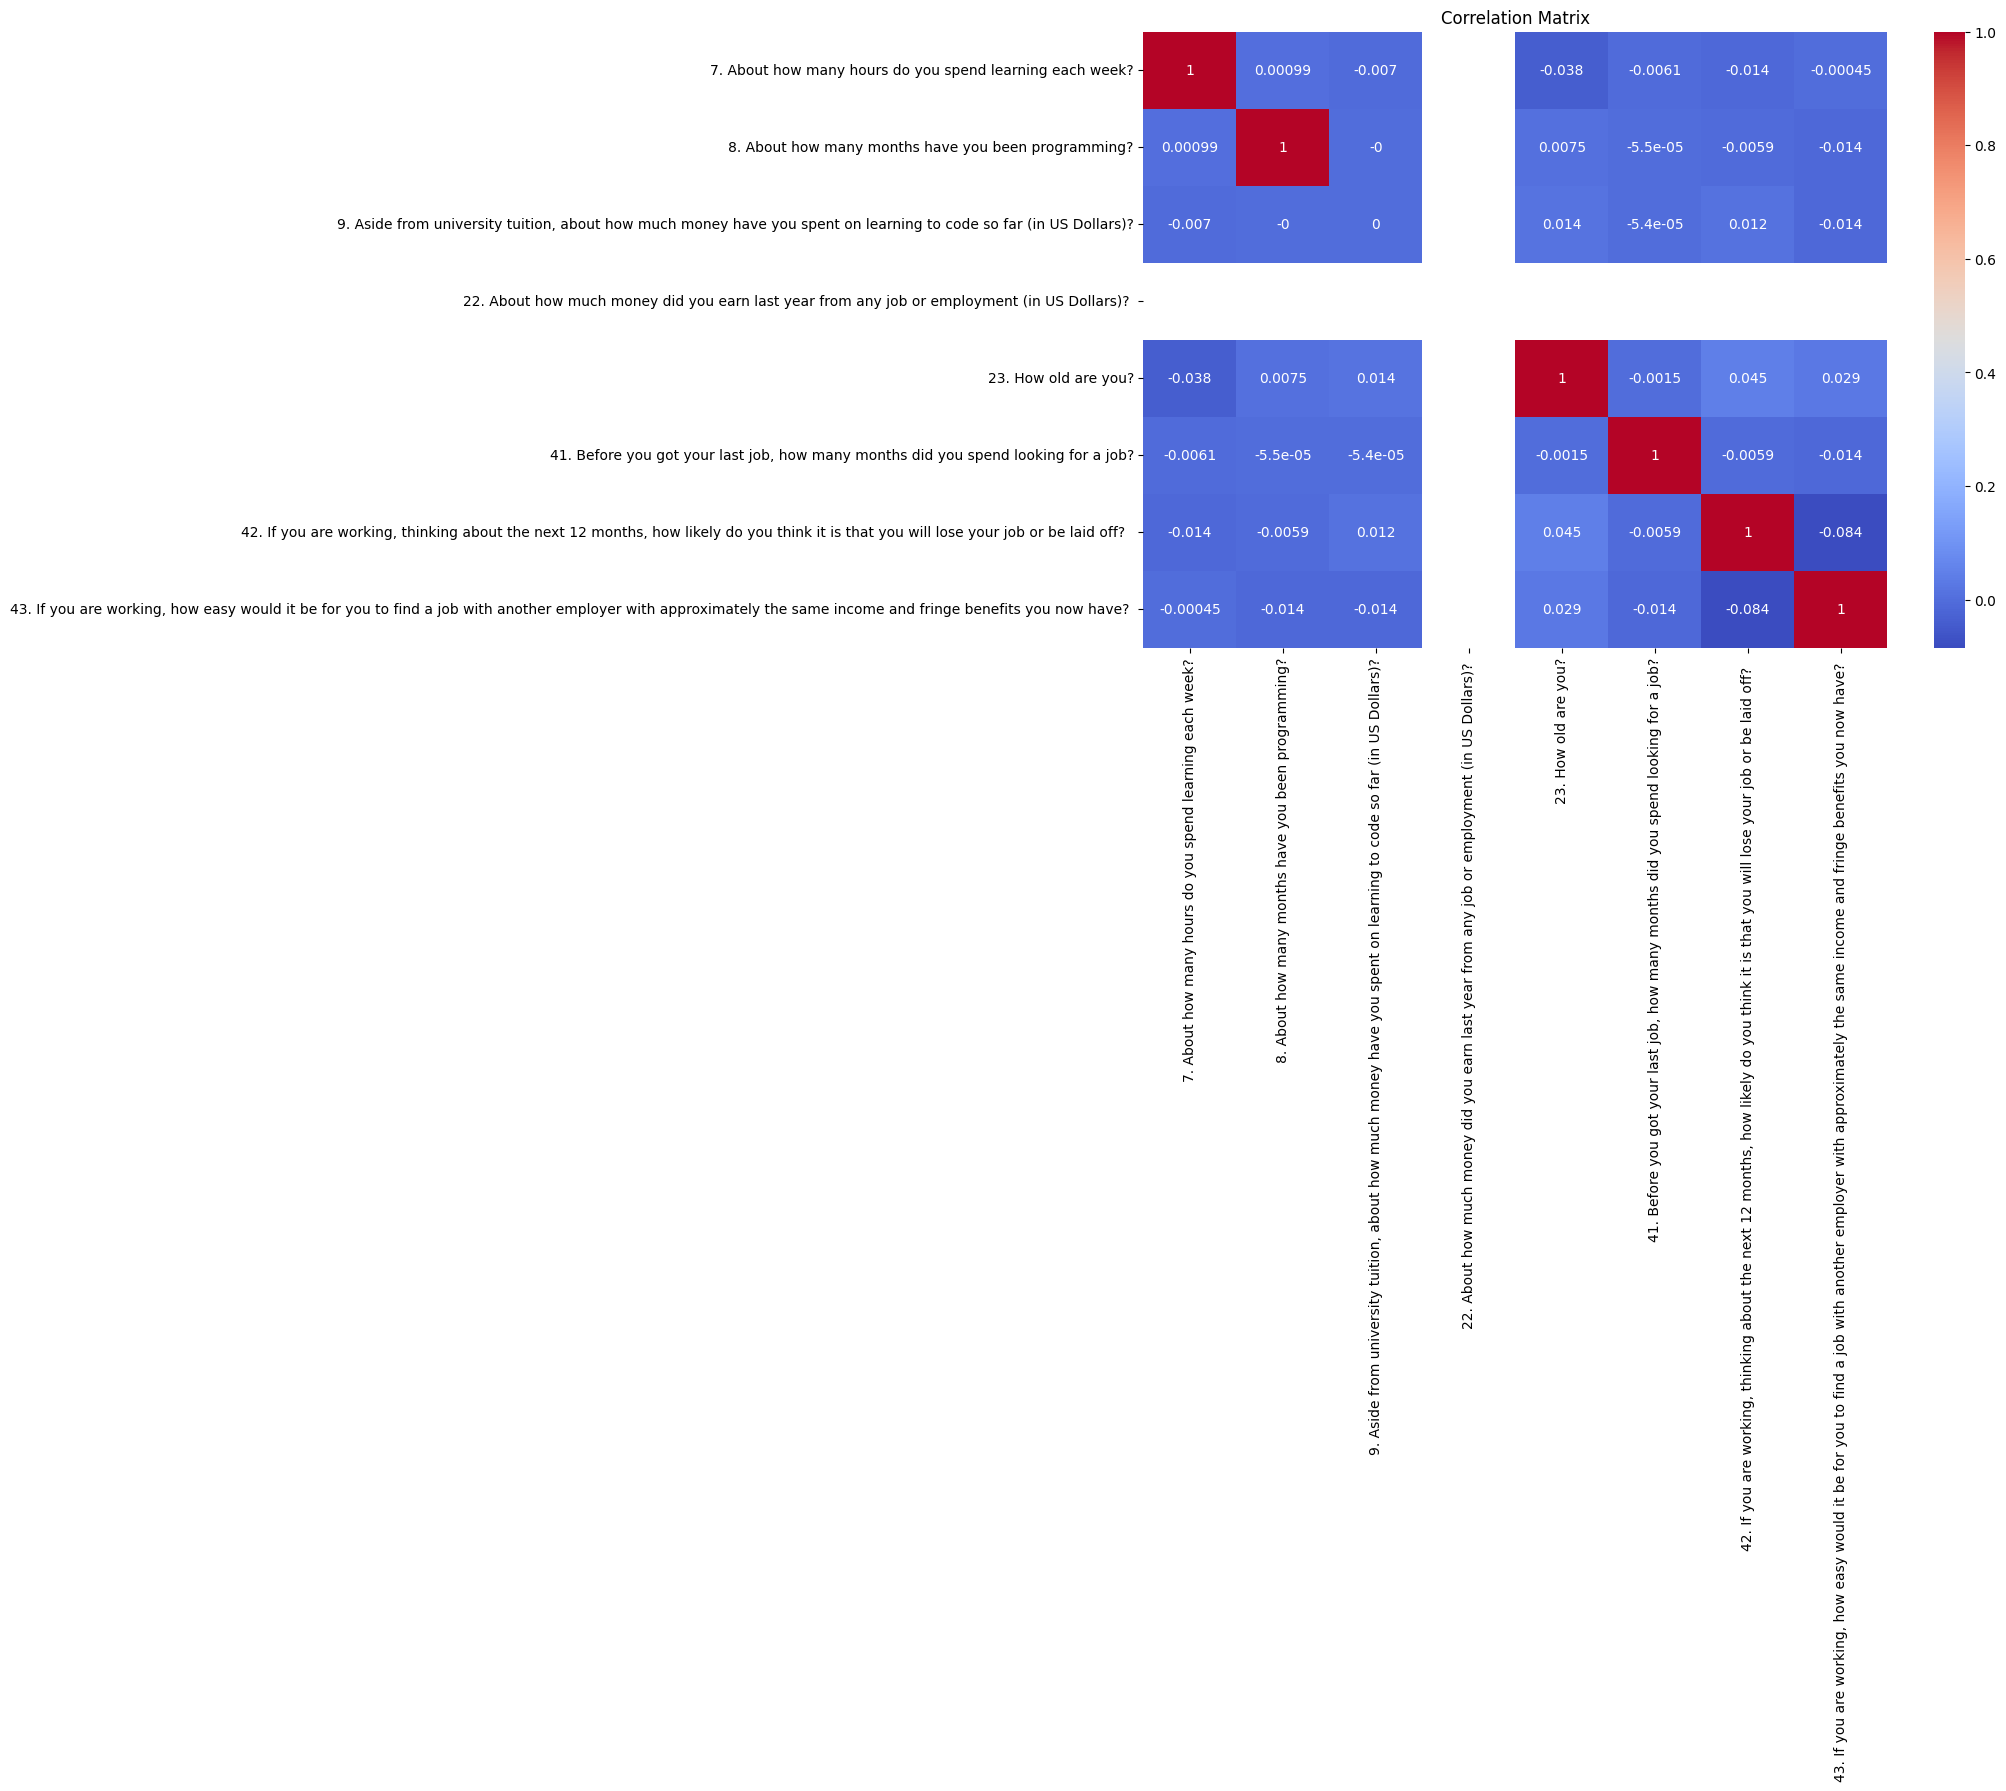 Correlation Matrix
7. About how many hours do you spend learning each week?
1 0.00099 -0.007 -0.038 -0.0061 -0.014 -0.00045
8. About how many months have you been programming?
0.00099 1 -0 0.0075 -5.5e-05 -0.0059 -0.014
9. Aside from university tuition, about how much money have you spent on learning to code so far (in US Dollars)?
-0.007 -0 0 0.014 -5.4e-05 0.012 -0.014
22. About how much money did you earn last year from any job or employment (in US Dollars)?
23. How old are you?
-0.038 0.0075 0.014 1 -0.0015 0.045 0.029
41. Before you got your last job, how many months did you spend looking for a job?
-0.0061 -5.5e-05 -5.4e-05 -0.0015 1 -0.0059 -0.014
42. If you are working, thinking about the next 12 months, how likely do you think it is that you will lose your job or be laid off?
-0.014 -0.0059 0.012 0.045 -0.0059 1 -0.084
43. If you are working, how easy would it be for you to find a job with another employer with approximately the same income and fringe benefits you now have?
-0.00045 -0.014 -0.014 0.029 -0.014 -0.084 1
7. About how many hours do you spend learning each week?
8. About how many months have you been programming?
9. Aside from university tuition, about how much money have you spent on learning to code so far (in US Dollars)?
22. About how much money did you earn last year from any job or employment (in US Dollars)?
23. How old are you?
41. Before you got your last job, how many months did you spend looking for a job?
42. If you are working, thinking about the next 12 months, how likely do you think it is that you will lose your job or be laid off?
43. If you are working, how easy would it be for you to find a job with another employer with approximately the same income and fringe benefits you now have?
1.0
0.8
0.6
0.4
0.2
0.0